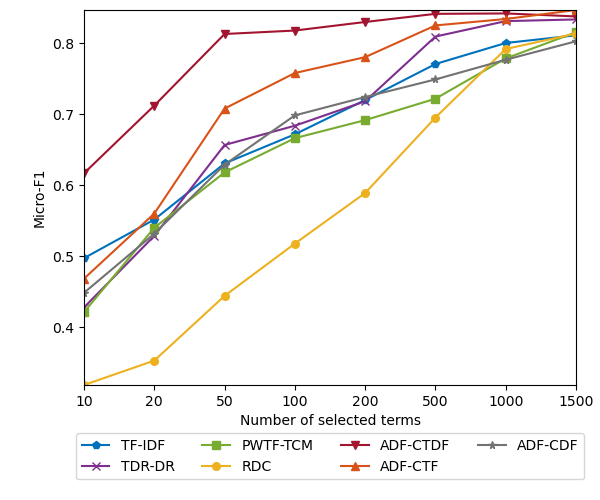 0.8
0.7
0.6
0.5
0.4
Micro-F1
10 20 50 100 200 500 1000 1500
Number of selected terms
TF-IDF PWTF-TCM ADF-CTDF ADF-CDF
TDR-DR RDC ADF-CTF